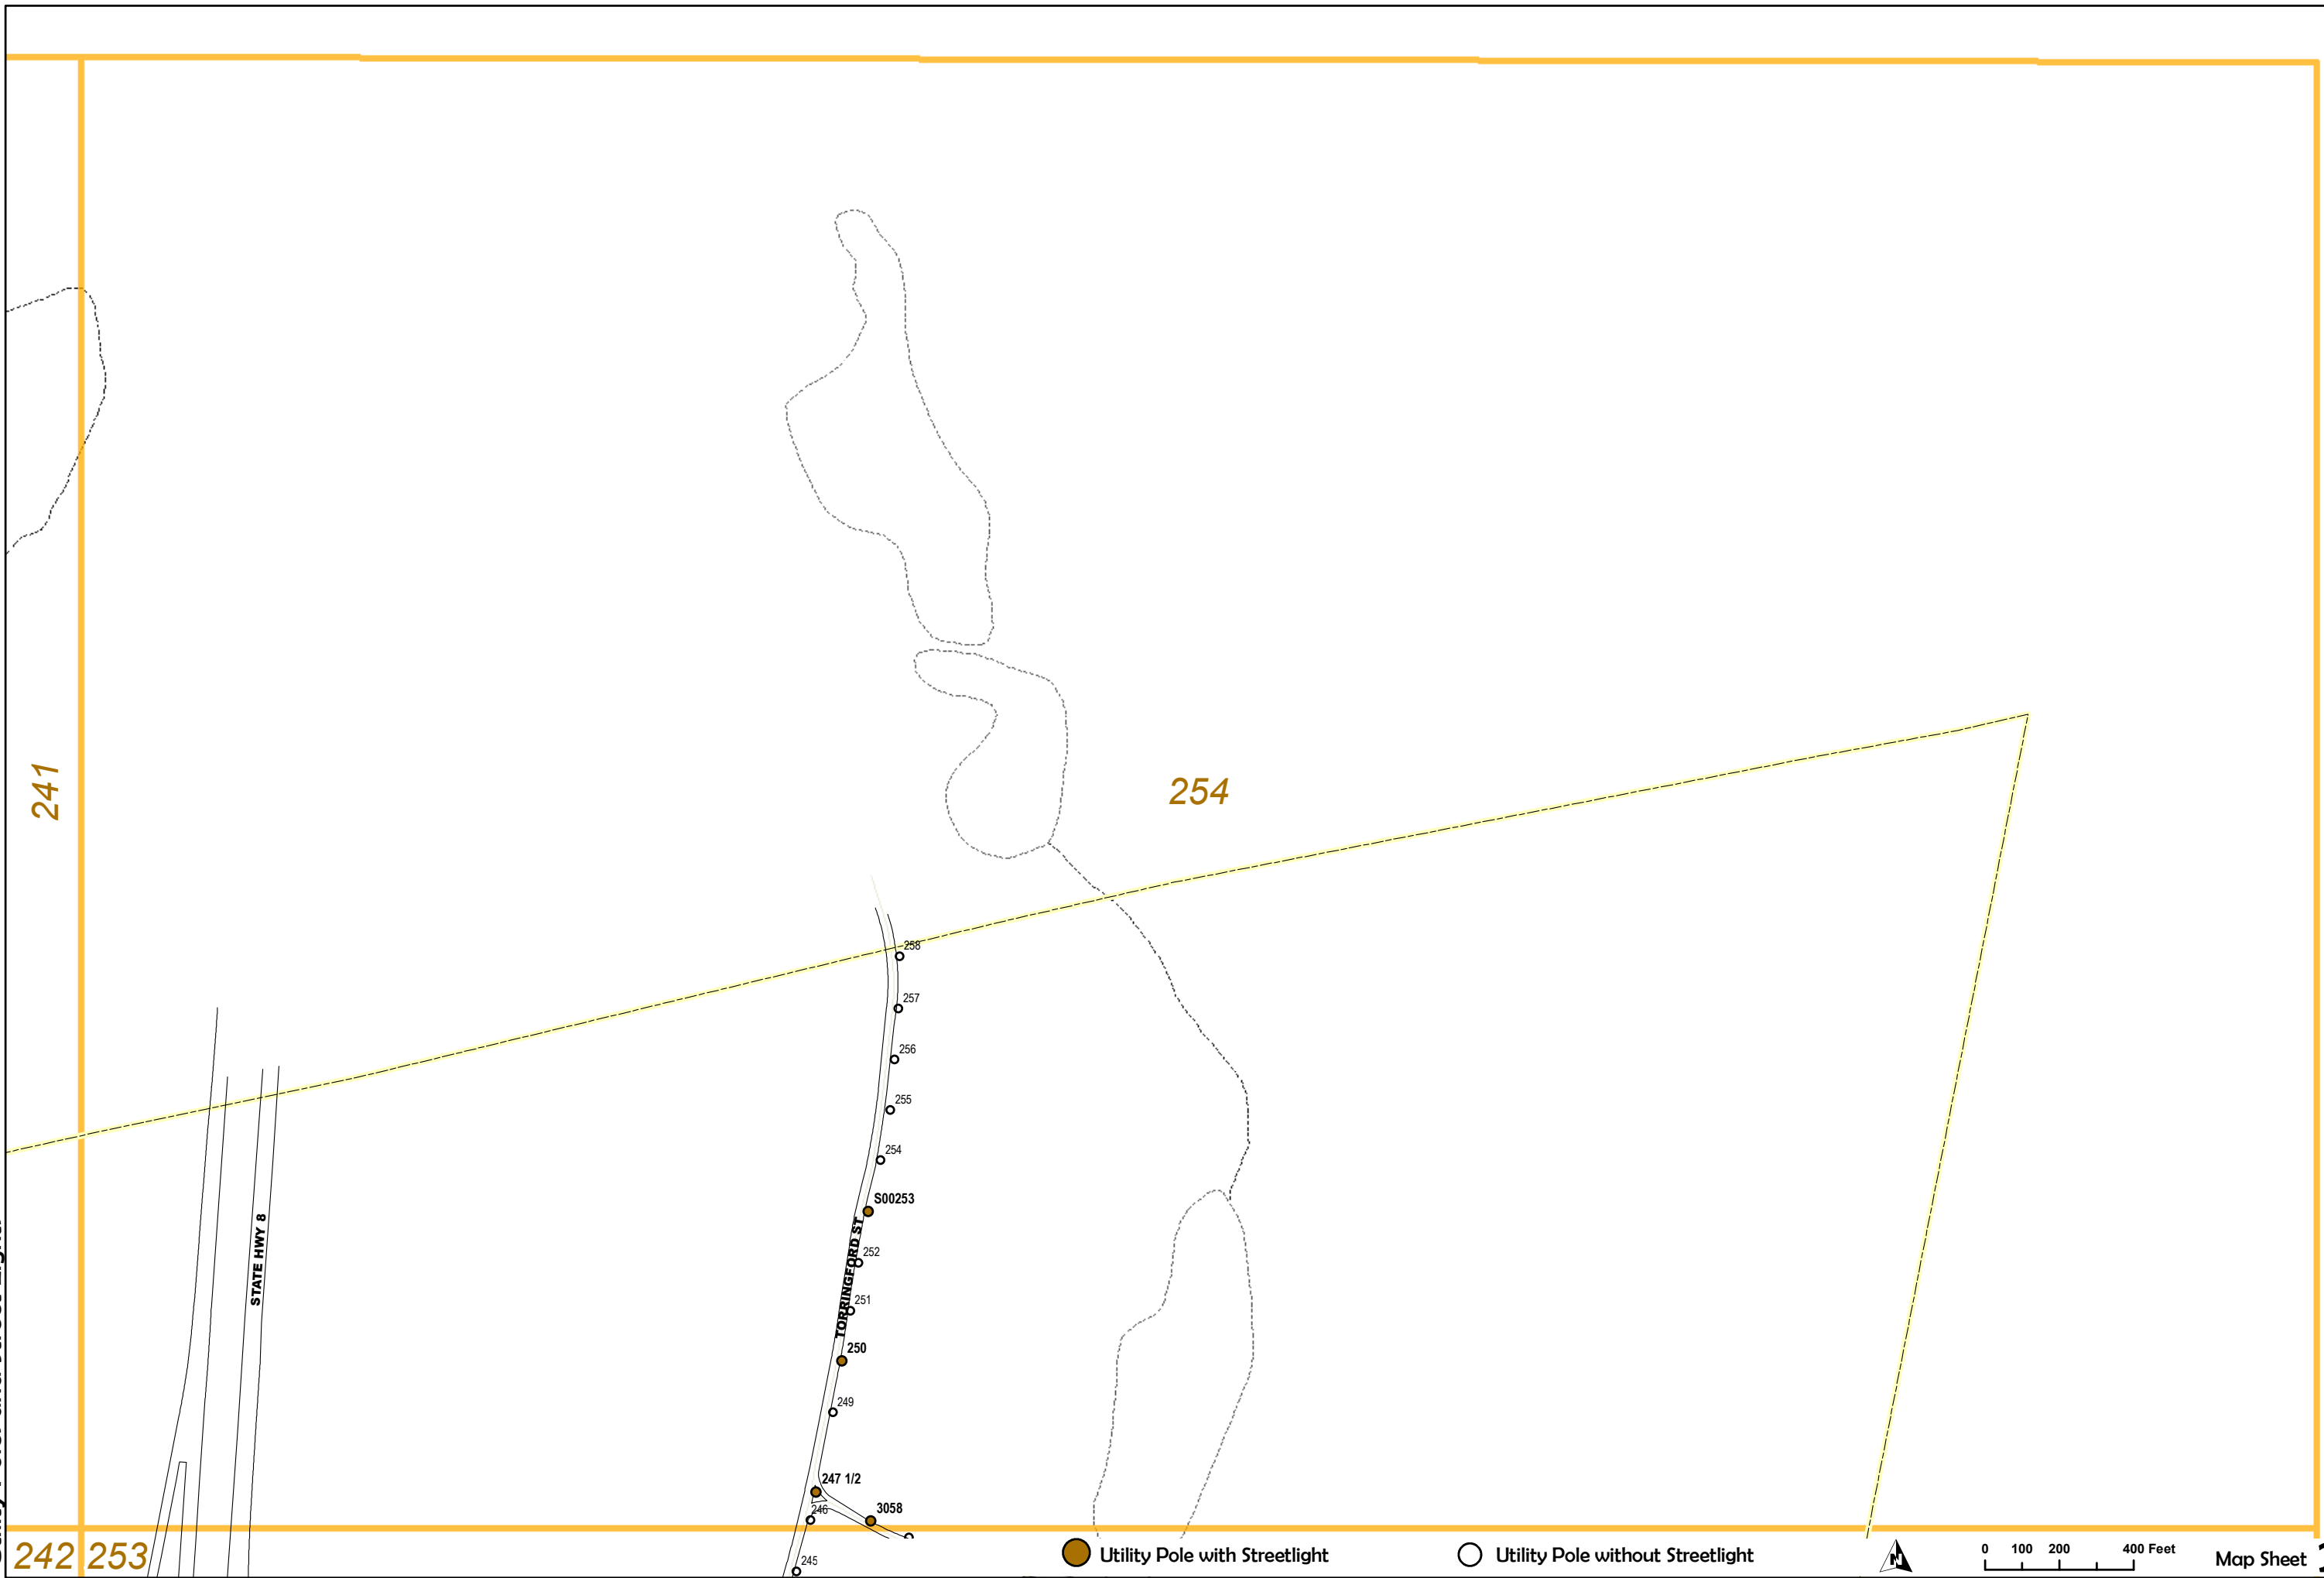 241
254
258
257
256
255
254
S00253
252
251
250
249
247 1/2
246
3058
245
TORRINGFORD ST
STATE HWY 8
242 253
Utility Pole with Streetlight
Utility Pole without Streetlight
N
0 100 200 400 Feet
Map Sheet